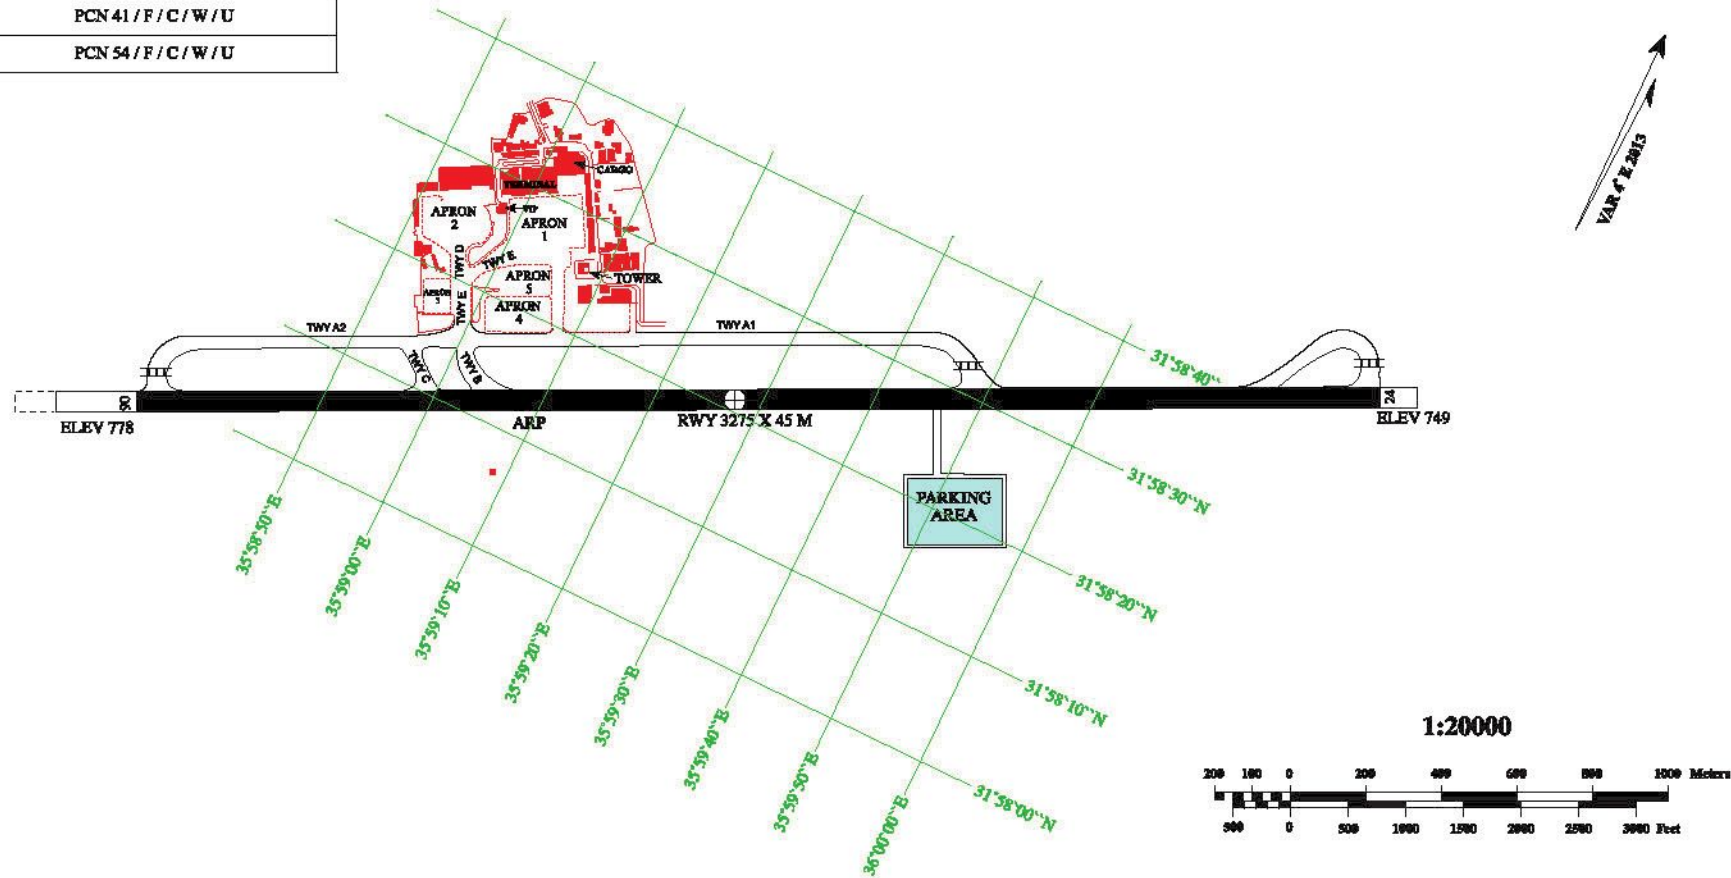 PCN 41 / F / C / W / U
PCN 54 / F / C / W / U
VAR 4° E 2013
CARGO
TERMINAL
VIP
APRON
2
APRON
1
TWY D
TWY E
APRON
5
TOWER
APRON
3
TWY E
APRON
4
TWY A2
TWY A1
TWY C
TWY B
31°58'40``
06
24
ELEV 778
ARP
RWY 3275 X 45 M
ELEV 749
31°58'30``N
PARKING
AREA
35°58'50``E
35°59'00``E
35°59'10``E
35°59'20``E
35°59'30``E
35°59'40``E
35°59'50``E
36°00'00``E
31°58'20``N
31°58'10``N
31°58'00``N
1:20000
200 100 0 200 400 600 800 1000 Meters
500 0 500 1000 1500 2000 2500 3000 Feet